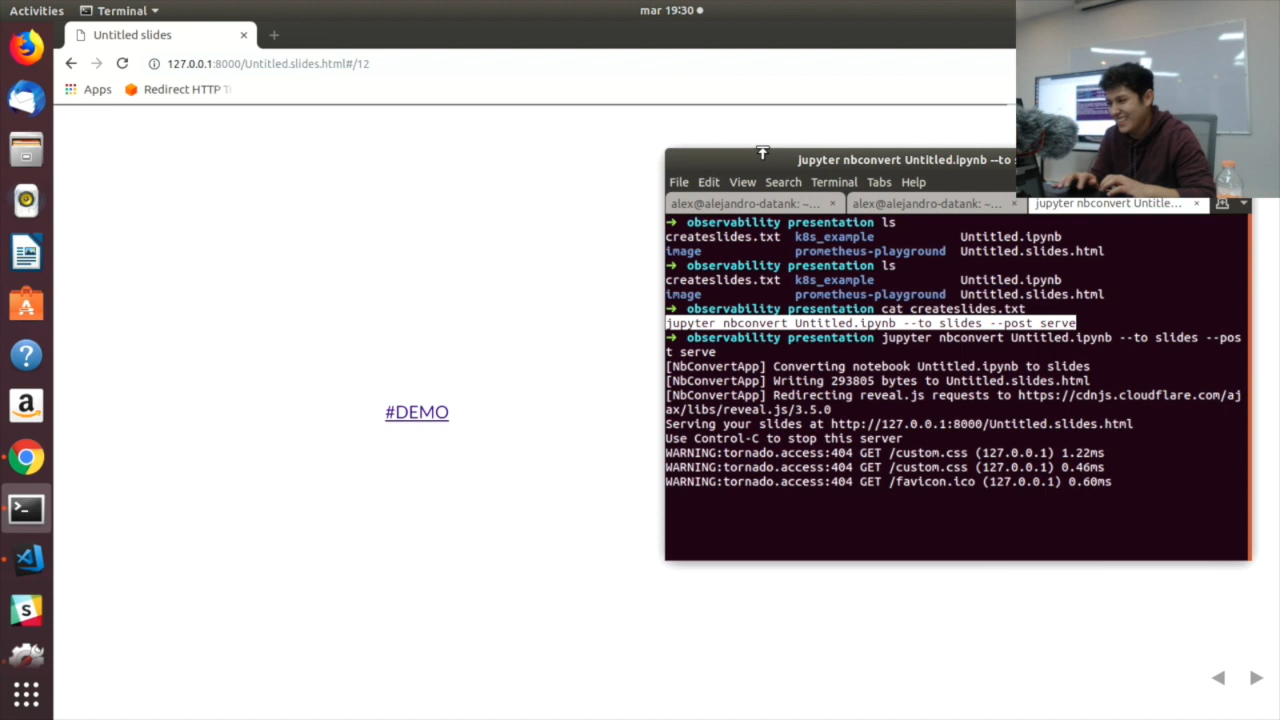 Activities
Terminal
mar 19:30
Untitled slides
127.0.0.1:8000/Untitled.slides.html#/12
Apps
Redirect HTTP
#DEMO
jupyter nbconvert Untitled.ipynb --to
File Edit View Search Terminal Tabs Help
alex@alejandro-datank: ~...
alex@alejandro-datank: ~...
jupyter nbconvert Untitle...
➜ observability presentation ls
createslides.txt k8s_example Untitled.ipynb
image prometheus-playground Untitled.slides.html
➜ observability presentation ls
createslides.txt k8s_example Untitled.ipynb
image prometheus-playground Untitled.slides.html
➜ observability presentation cat createslides.txt
jupyter nbconvert Untitled.ipynb --to slides --post serve
➜ observability presentation jupyter nbconvert Untitled.ipynb --to slides --pos
t serve
[NbConvertApp] Converting notebook Untitled.ipynb to slides
[NbConvertApp] Writing 293805 bytes to Untitled.slides.html
[NbConvertApp] Redirecting reveal.js requests to https://cdnjs.cloudflare.com/aj
ax/libs/reveal.js/3.5.0
Serving your slides at http://127.0.0.1:8000/Untitled.slides.html
Use Control-C to stop this server
WARNING:tornado.access:404 GET /custom.css (127.0.0.1) 1.22ms
WARNING:tornado.access:404 GET /custom.css (127.0.0.1) 0.46ms
WARNING:tornado.access:404 GET /favicon.ico (127.0.0.1) 0.60ms